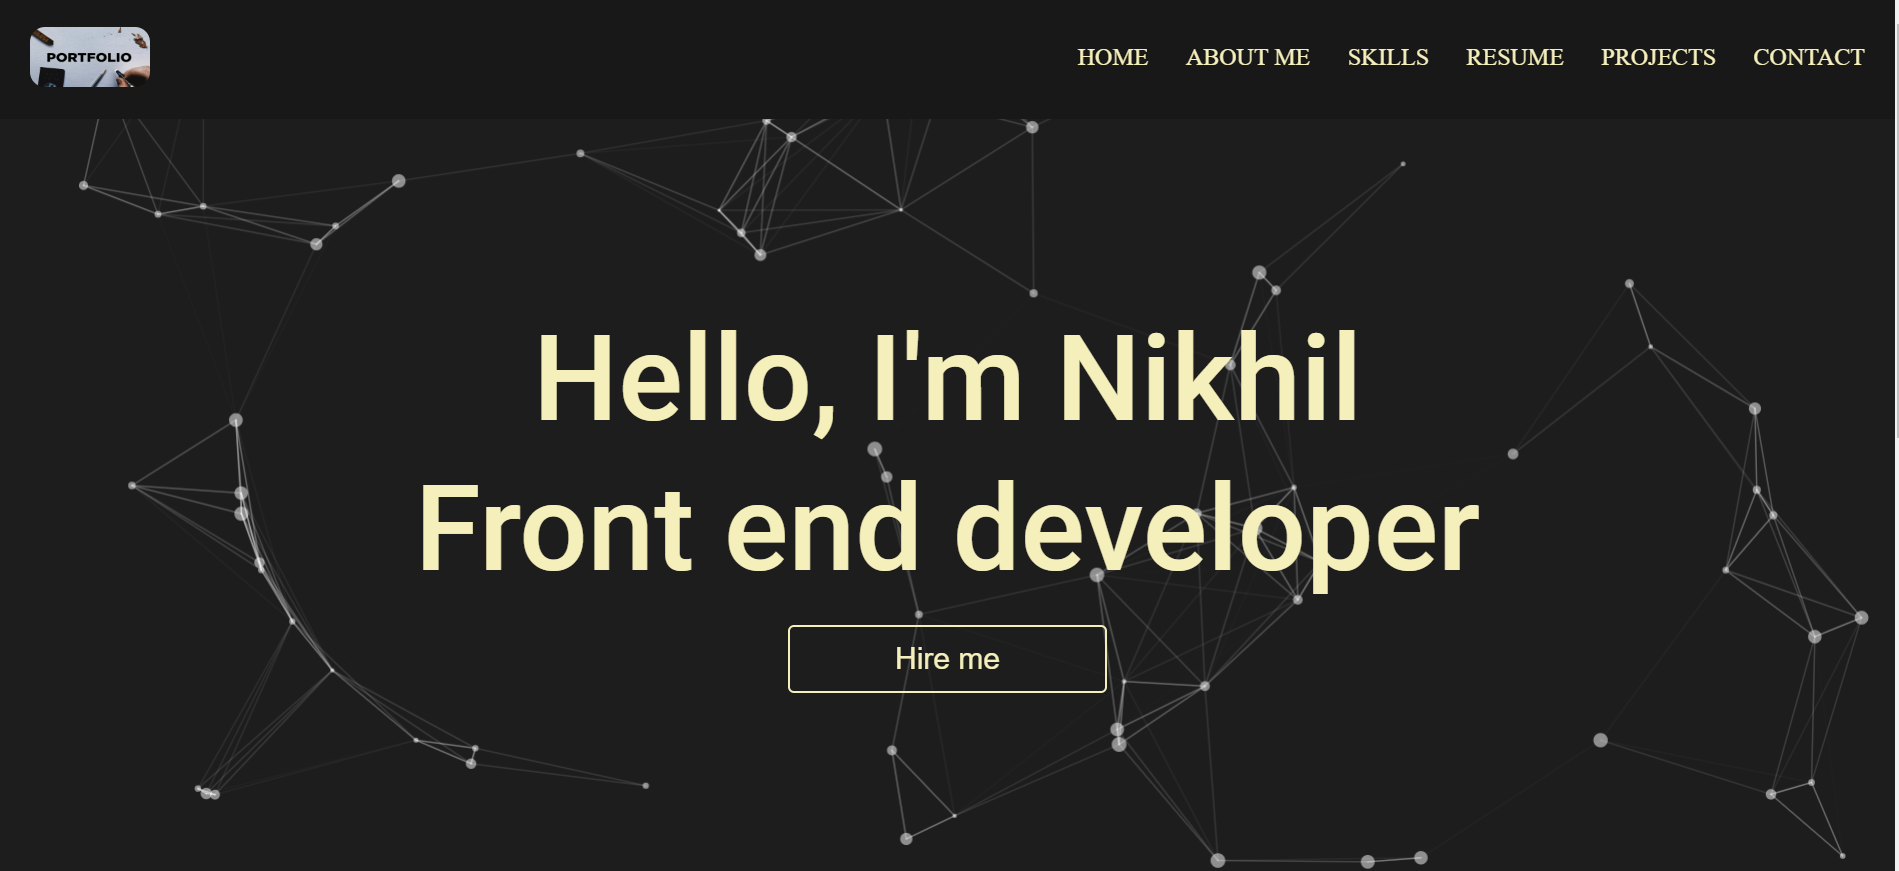 PORTFOLIO
HOME ABOUT ME SKILLS RESUME PROJECTS CONTACT
Hello, I'm Nikhil
Front end developer
Hire me